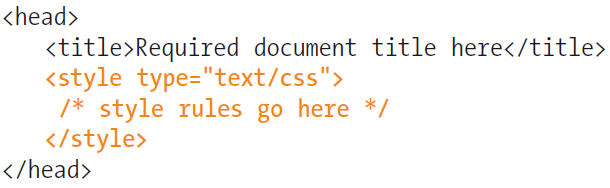 <head>
<title>Required document title here</title>
<style type="text/css">
/* style rules go here */
</style>
</head>